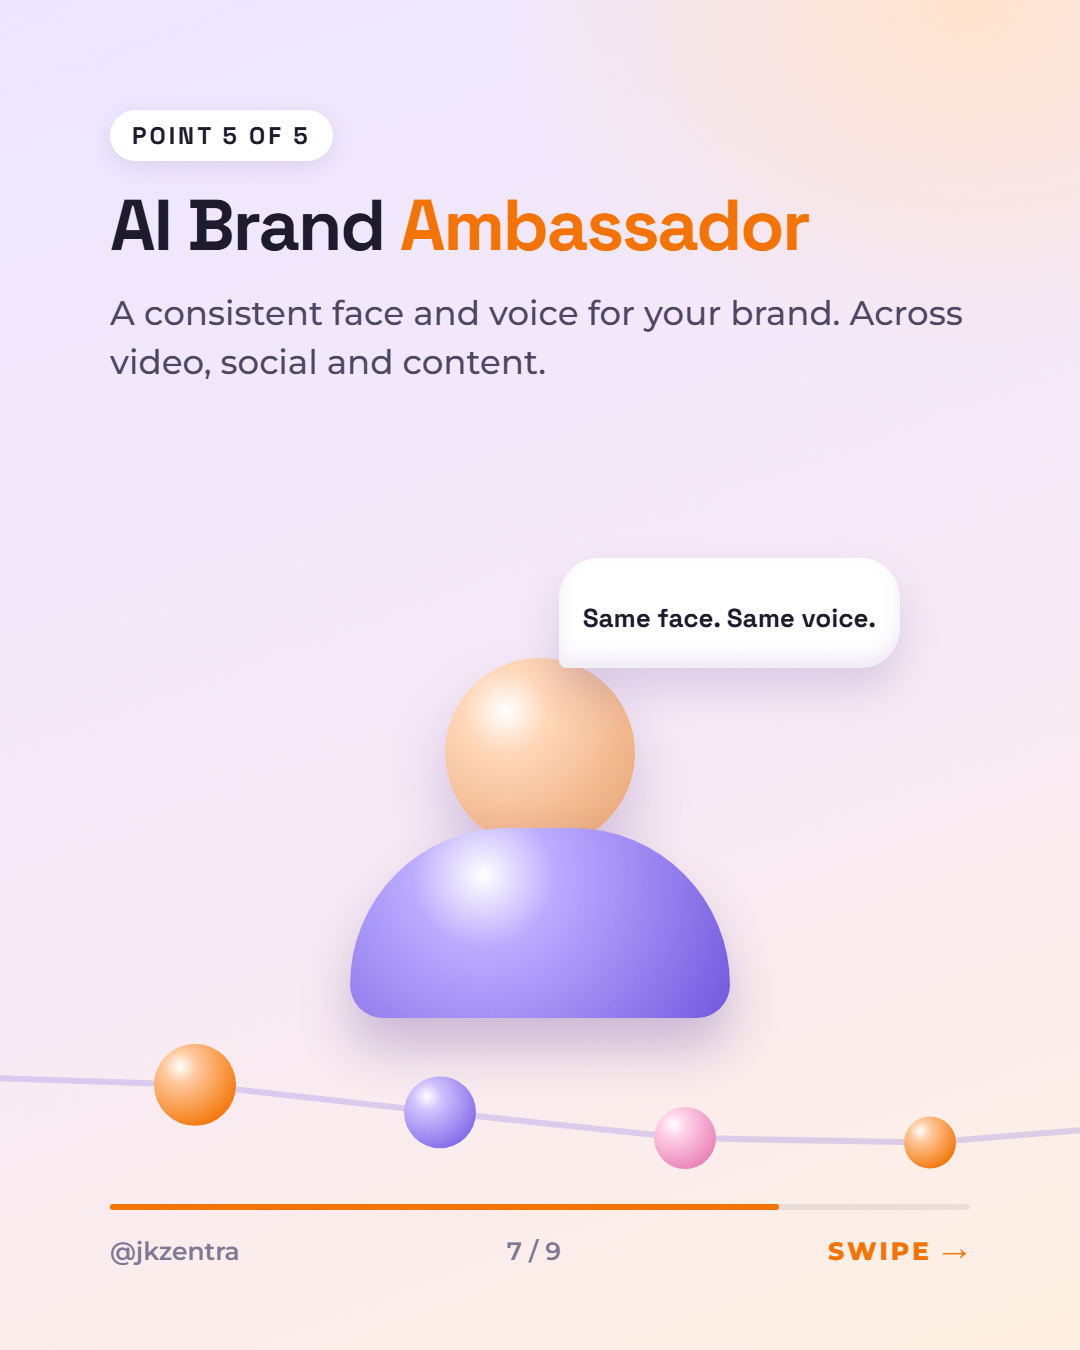 POINT 5 OF 5
AI Brand Ambassador
A consistent face and voice for your brand. Across
video, social and content.
Same face. Same voice.
@jkzentra
7 / 9
SWIPE →